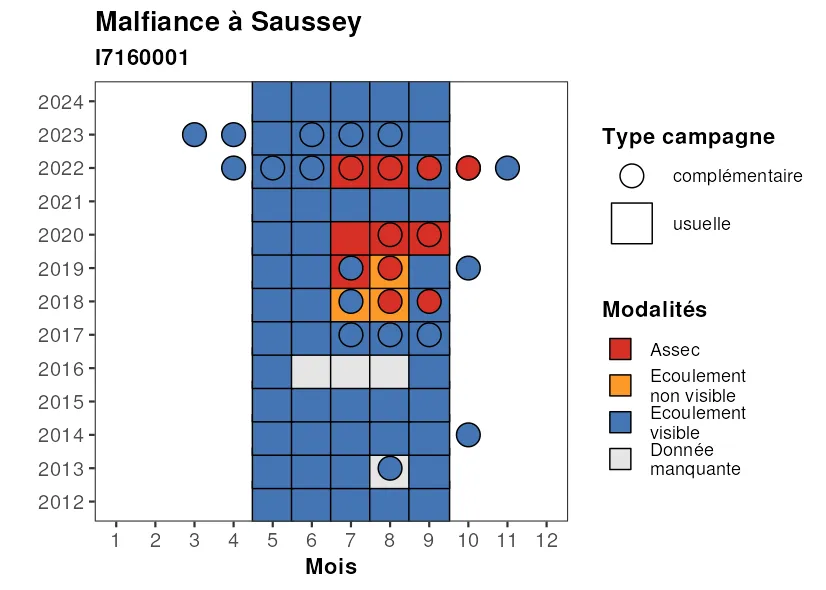 Malfiance à Saussey
I7160001
2024
2023
2022
2021
2020
2019
2018
2017
2016
2015
2014
2013
2012
1 2 3 4 5 6 7 8 9 10 11 12
Mois
Type campagne
complémentaire
usuelle
Modalités
Assec
Ecoulement
non visible
Ecoulement
visible
Donnée
manquante